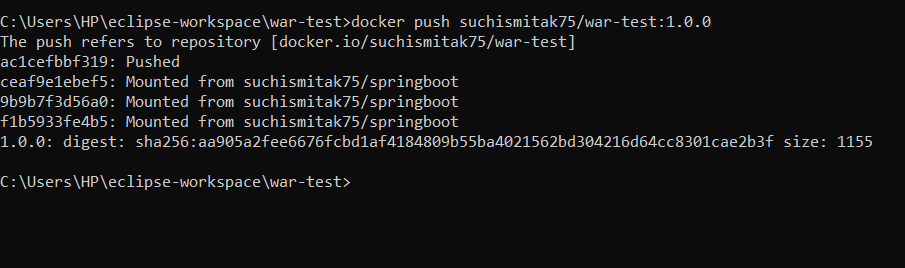 C:\Users\HP\eclipse-workspace\war-test>docker push suchismitak75/war-test:1.0.0
The push refers to repository [docker.io/suchismitak75/war-test]
ac1cefbbf319: Pushed
ceaf9e1ebef5: Mounted from suchismitak75/springboot
9b9b7f3d56a0: Mounted from suchismitak75/springboot
f1b5933fe4b5: Mounted from suchismitak75/springboot
1.0.0: digest: sha256:aa905a2fee6676fcbd1af4184809b55ba4021562bd304216d64cc8301cae2b3f size: 1155
C:\Users\HP\eclipse-workspace\war-test>